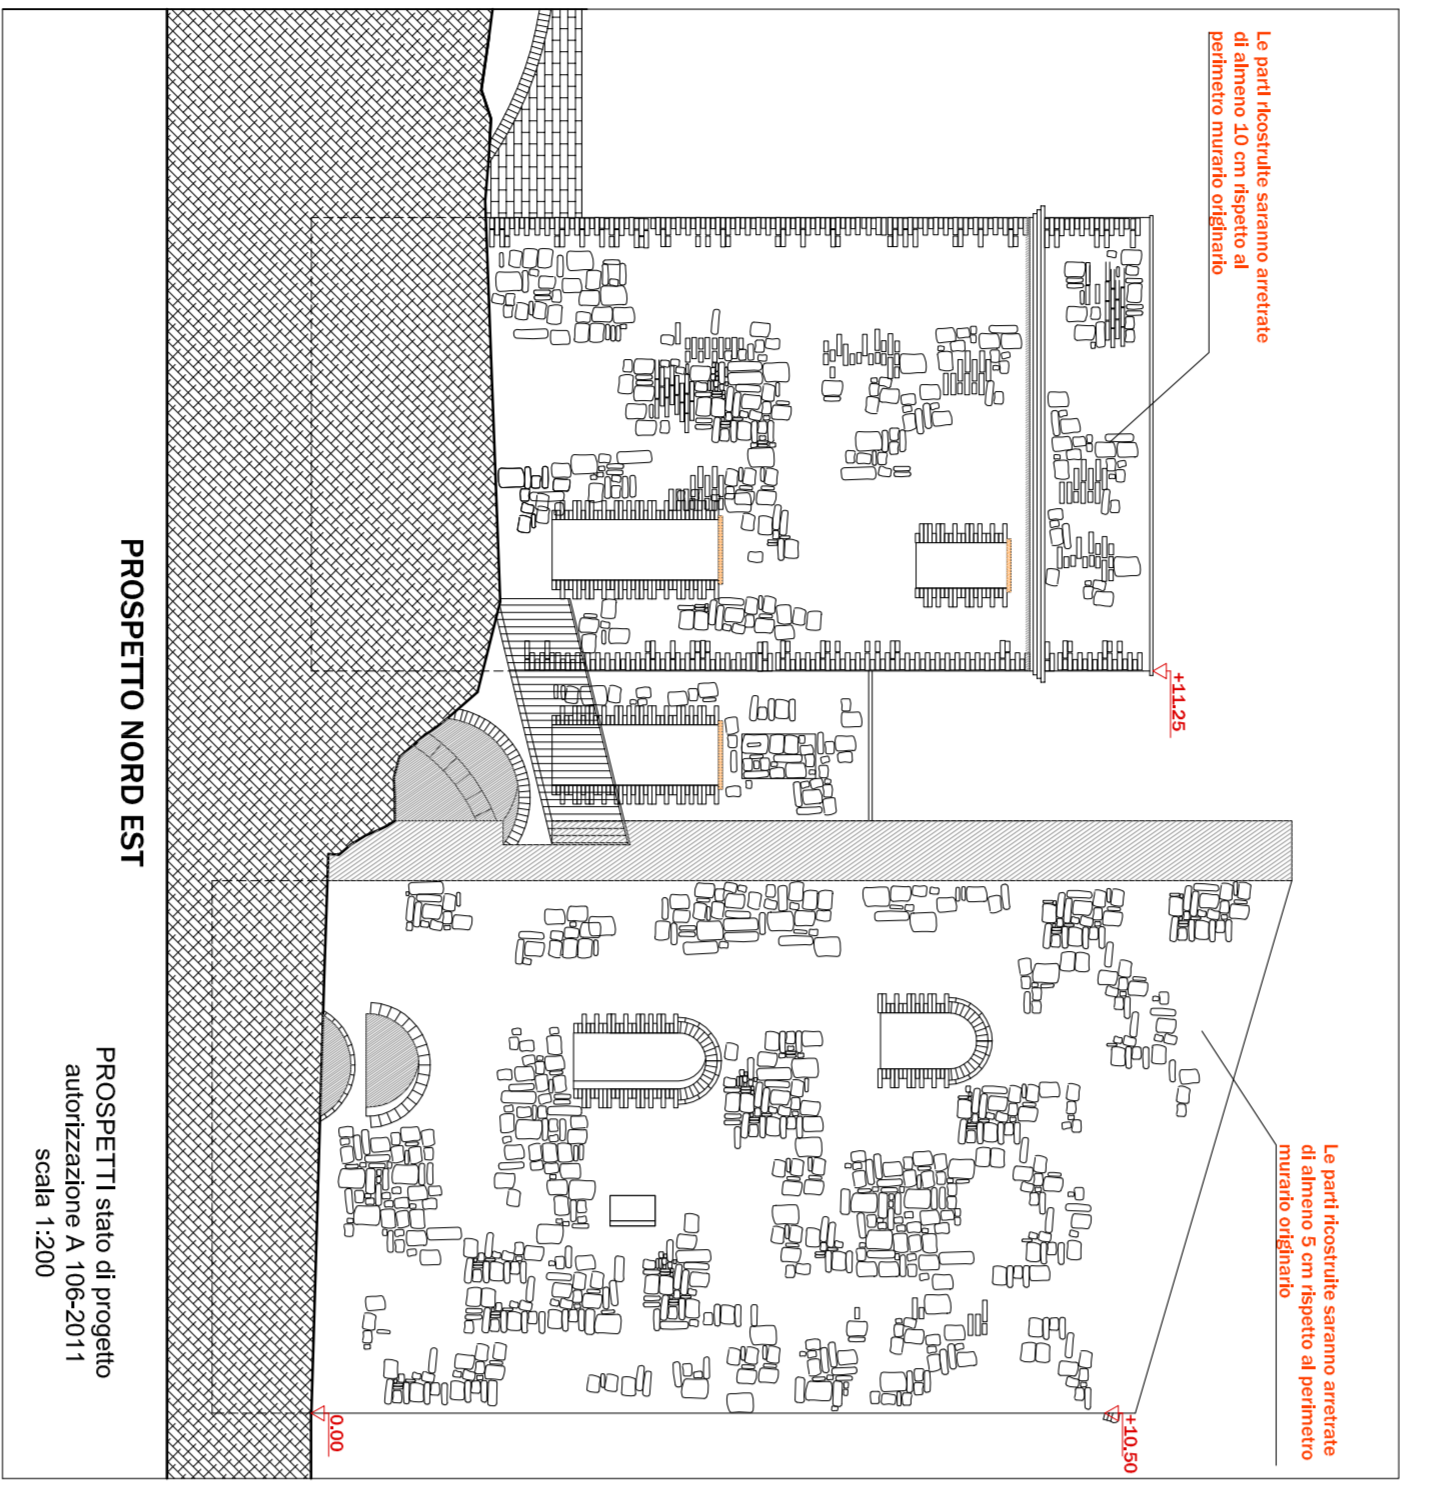 Le parti ricostruite saranno arretrate
di almeno 10 cm rispetto al
perimetro murario originario
+11.25
Le parti ricostruite saranno arretrate
di almeno 5 cm rispetto al perimetro
murario originario
+10.50
0.00
PROSPETTO NORD EST
PROSPETTI stato di progetto
autorizzazione A 106-2011
scala 1:200